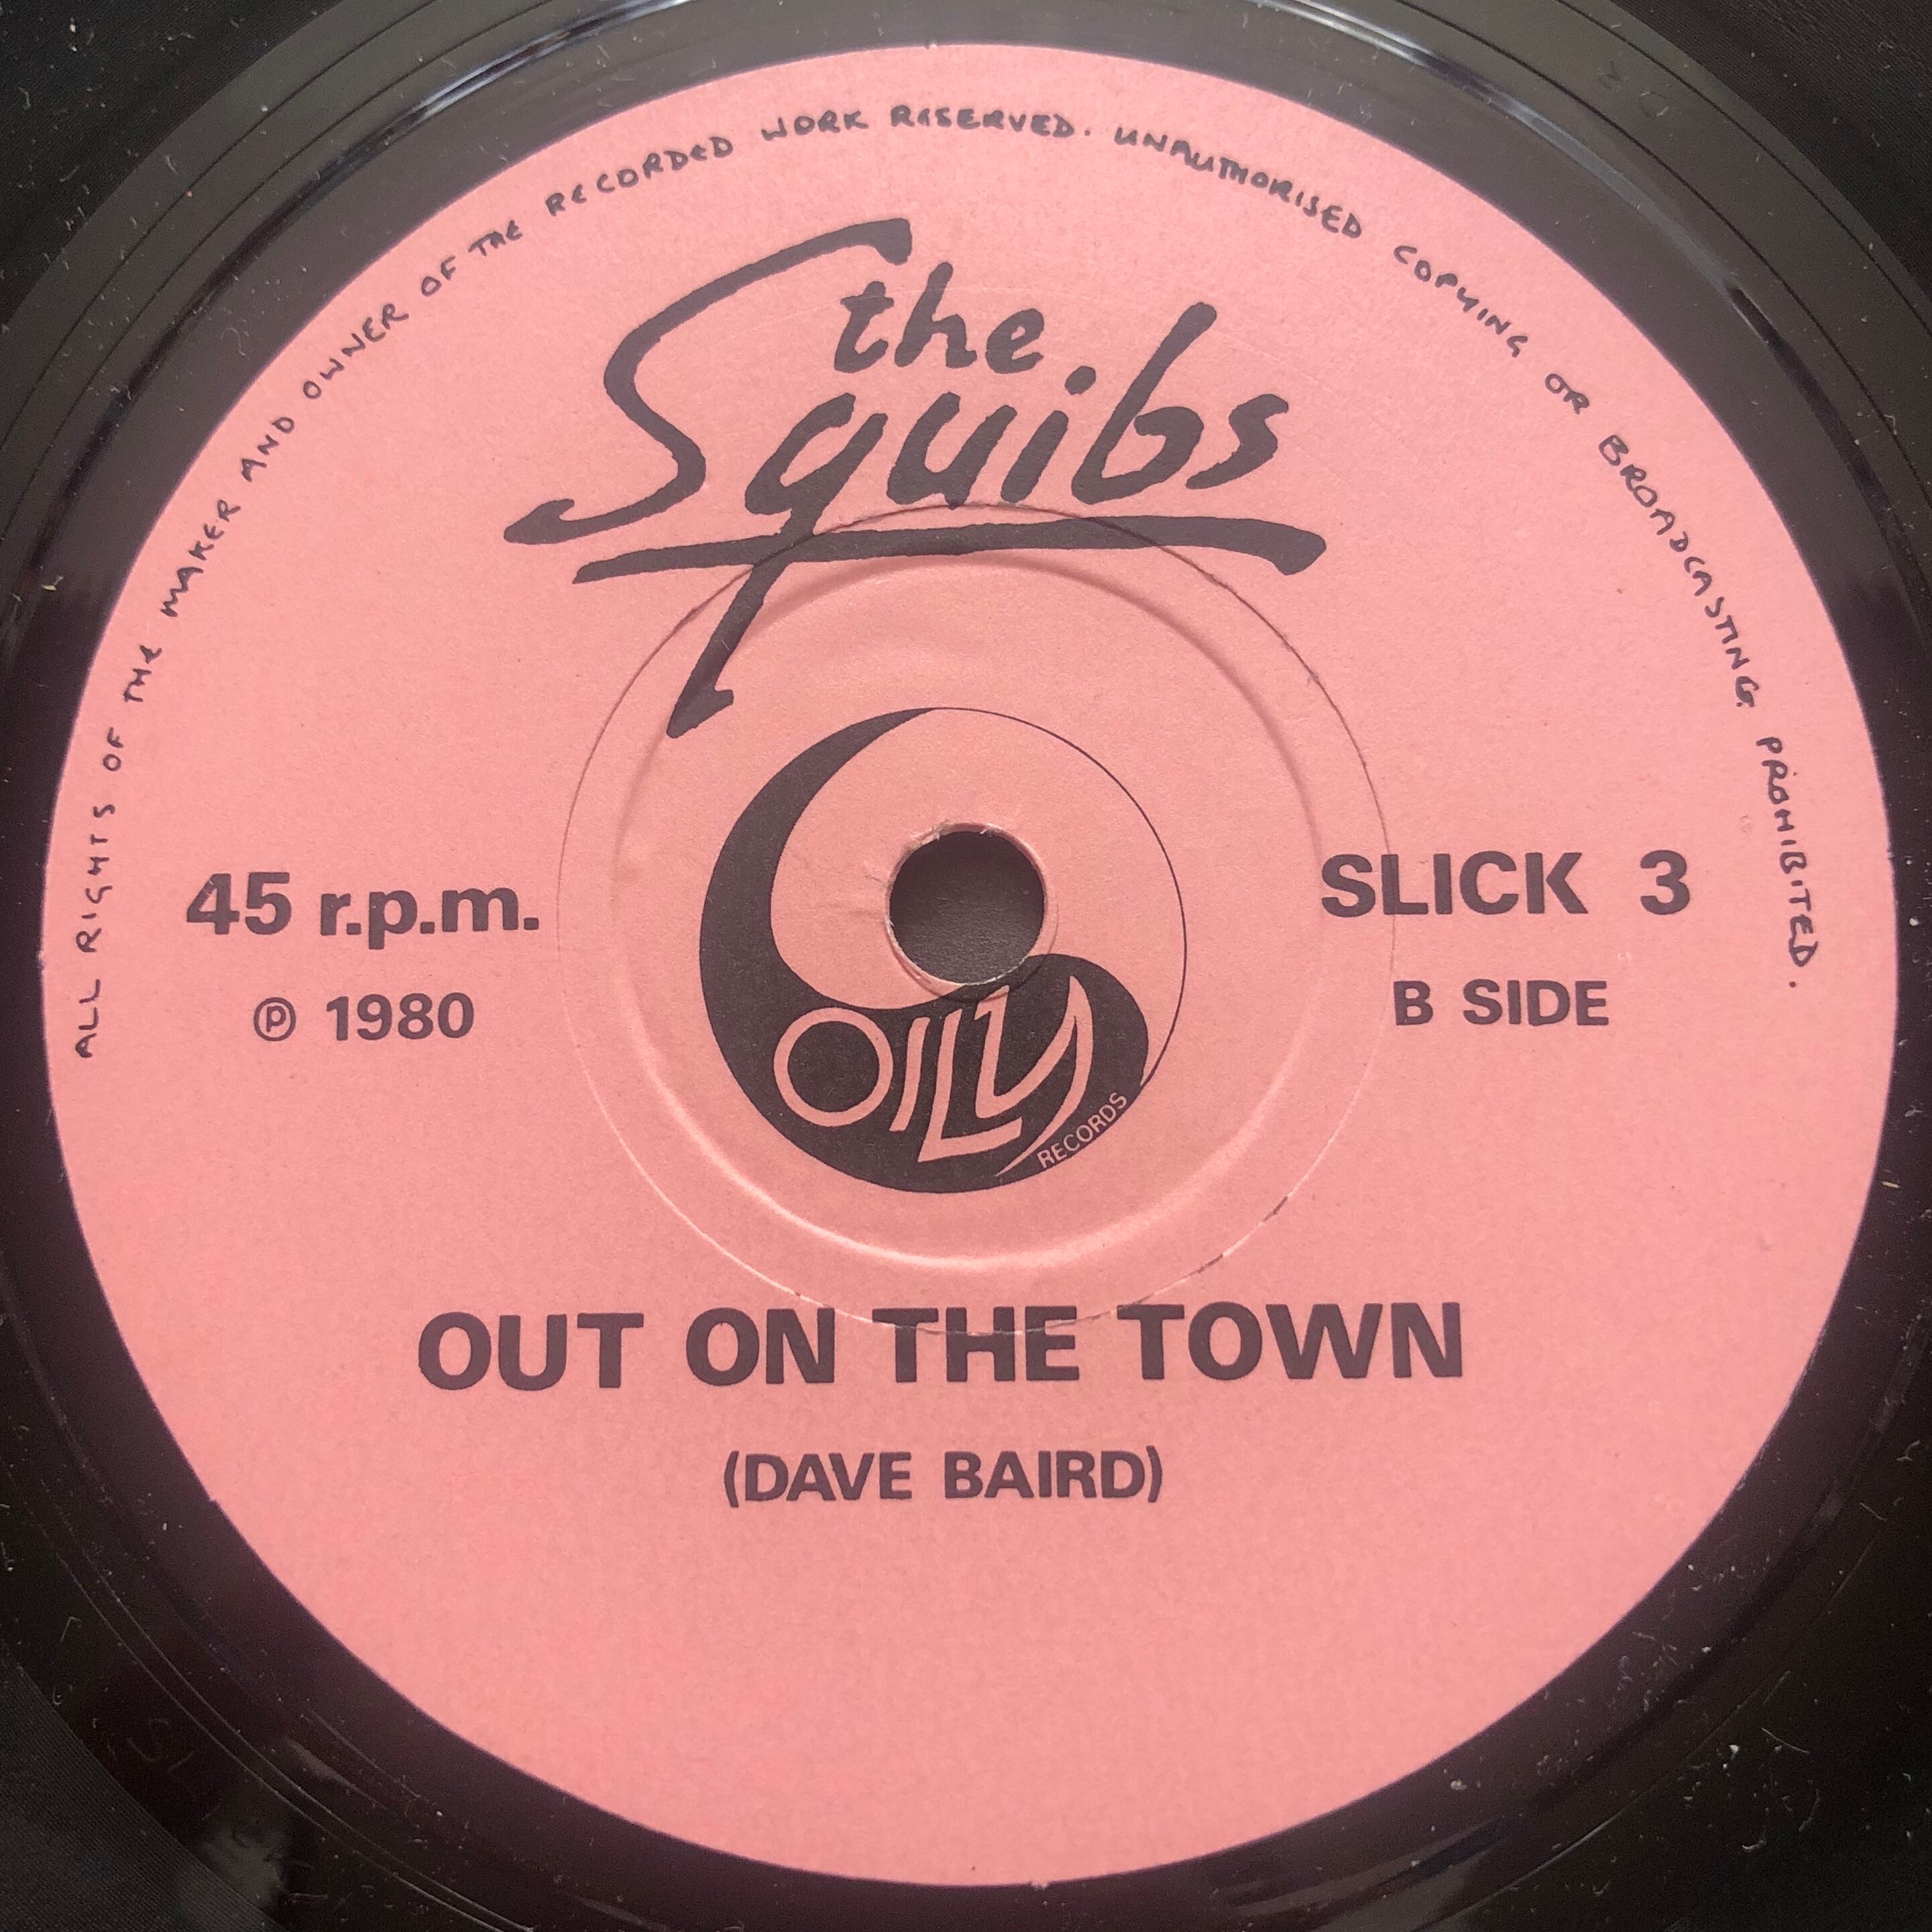 ALL RIGHTS OF THE MAKER AND OWNER OF THE RECORDED WORK RESERVED. UNAUTHORISED COPYING OR BROADCASTING PROHIBITED.
the
Squibs
45 r.p.m.
℗ 1980
SLICK 3
B SIDE
OILY
RECORDS
OUT ON THE TOWN
(DAVE BAIRD)